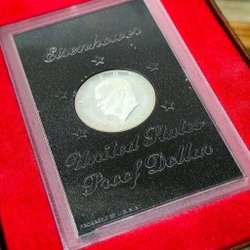 Eisenhower
United States
Proof Dollar